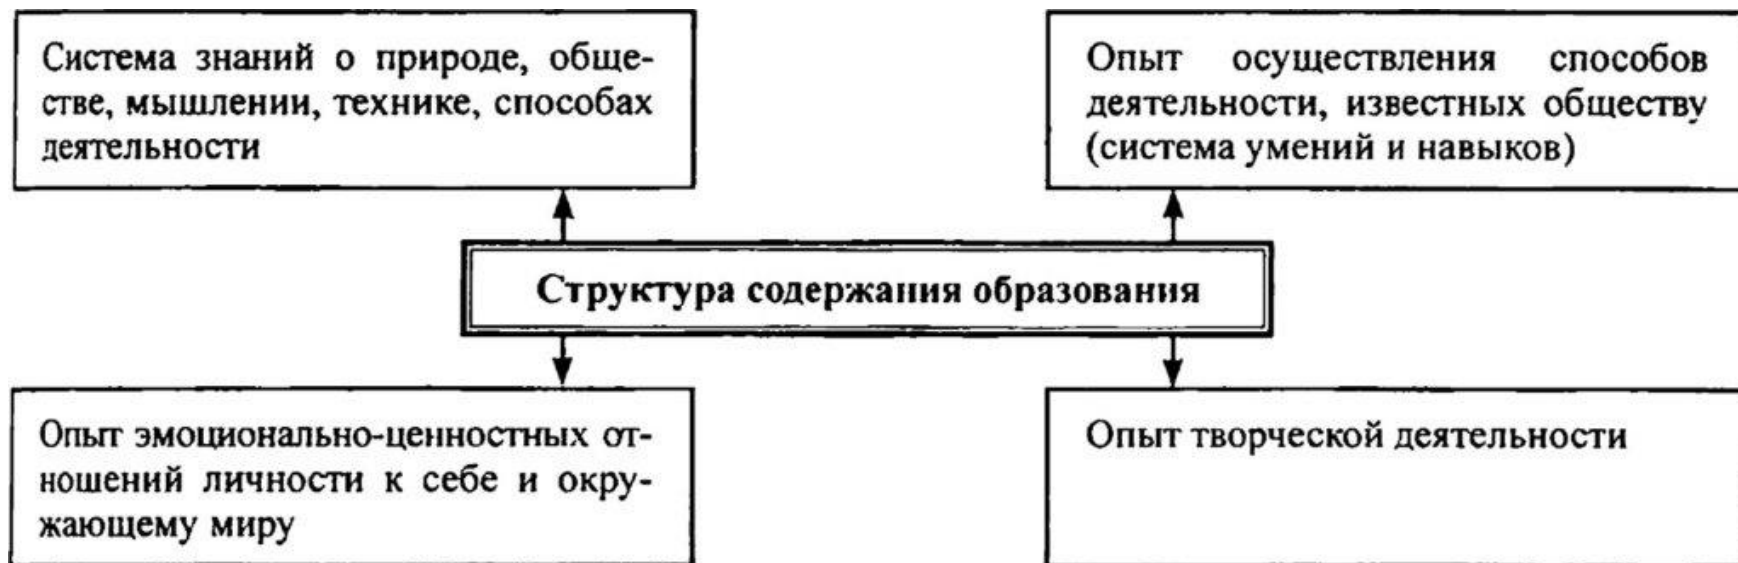 Система знаний о природе, обще-
стве, мышлении, технике, способах
деятельности
Опыт осуществления способов
деятельности, известных обществу
(система умений и навыков)
Структура содержания образования
Опыт эмоционально-ценностных от-
ношений личности к себе и окру-
жающему миру
Опыт творческой деятельности